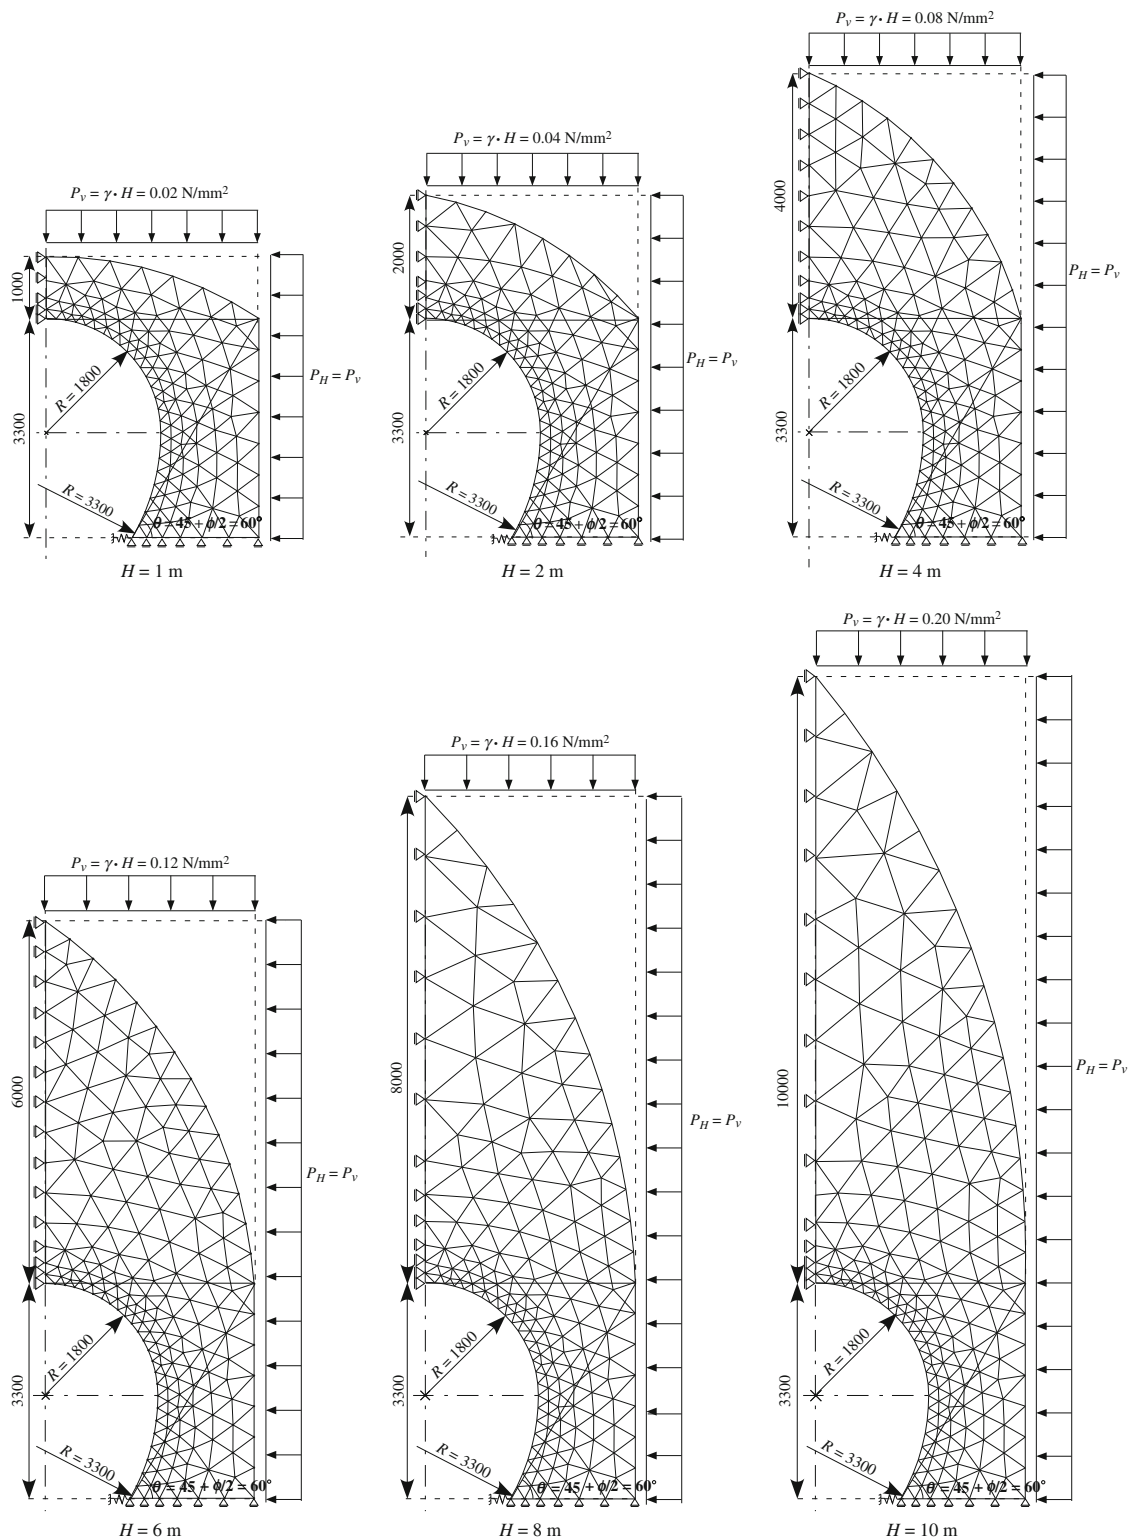 P_v = γ · H = 0.02 N/mm²
1000
3300
R = 1800
R = 3300
θ = 45 + ϕ/2 = 60°
P_H = P_v
H = 1 m
P_v = γ · H = 0.04 N/mm²
2000
3300
R = 1800
R = 3300
θ = 45 + ϕ/2 = 60°
P_H = P_v
H = 2 m
P_v = γ · H = 0.08 N/mm²
4000
3300
R = 1800
R = 3300
θ = 45 + ϕ/2 = 60°
P_H = P_v
H = 4 m
P_v = γ · H = 0.12 N/mm²
6000
3300
R = 1800
R = 3300
θ = 45 + ϕ/2 = 60°
P_H = P_v
H = 6 m
P_v = γ · H = 0.16 N/mm²
8000
3300
R = 1800
R = 3300
θ = 45 + ϕ/2 = 60°
P_H = P_v
H = 8 m
P_v = γ · H = 0.20 N/mm²
10000
3300
R = 1800
R = 3300
θ = 45 + ϕ/2 = 60°
P_H = P_v
H = 10 m